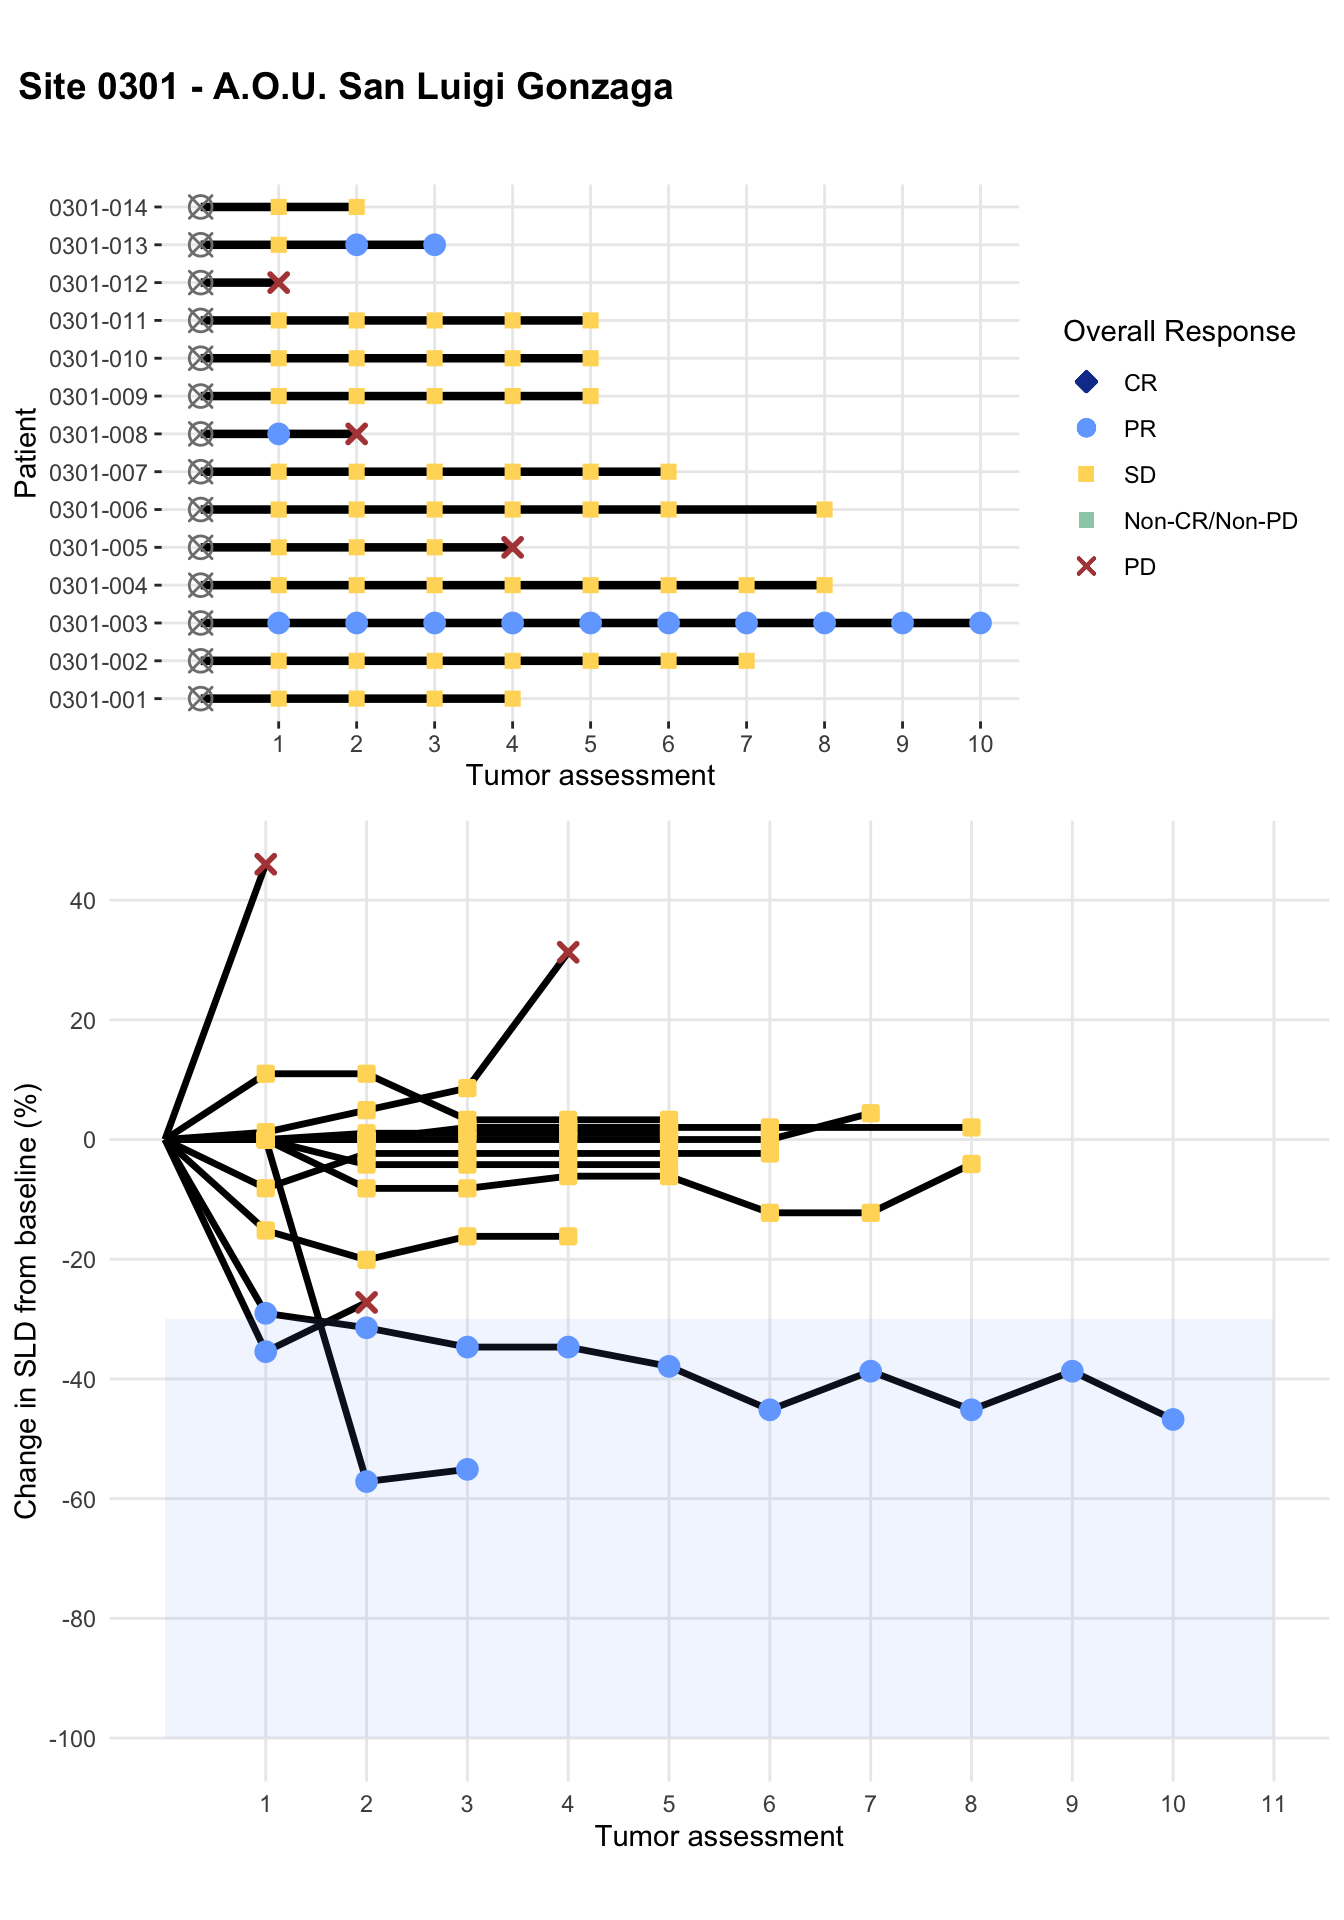 Site 0301 - A.O.U. San Luigi Gonzaga
Patient
0301-014
0301-013
0301-012
0301-011
0301-010
0301-009
0301-008
0301-007
0301-006
0301-005
0301-004
0301-003
0301-002
0301-001
1 2 3 4 5 6 7 8 9 10
Tumor assessment
Overall Response
CR
PR
SD
Non-CR/Non-PD
PD
Change in SLD from baseline (%)
40
20
0
-20
-40
-60
-80
-100
1 2 3 4 5 6 7 8 9 10 11
Tumor assessment